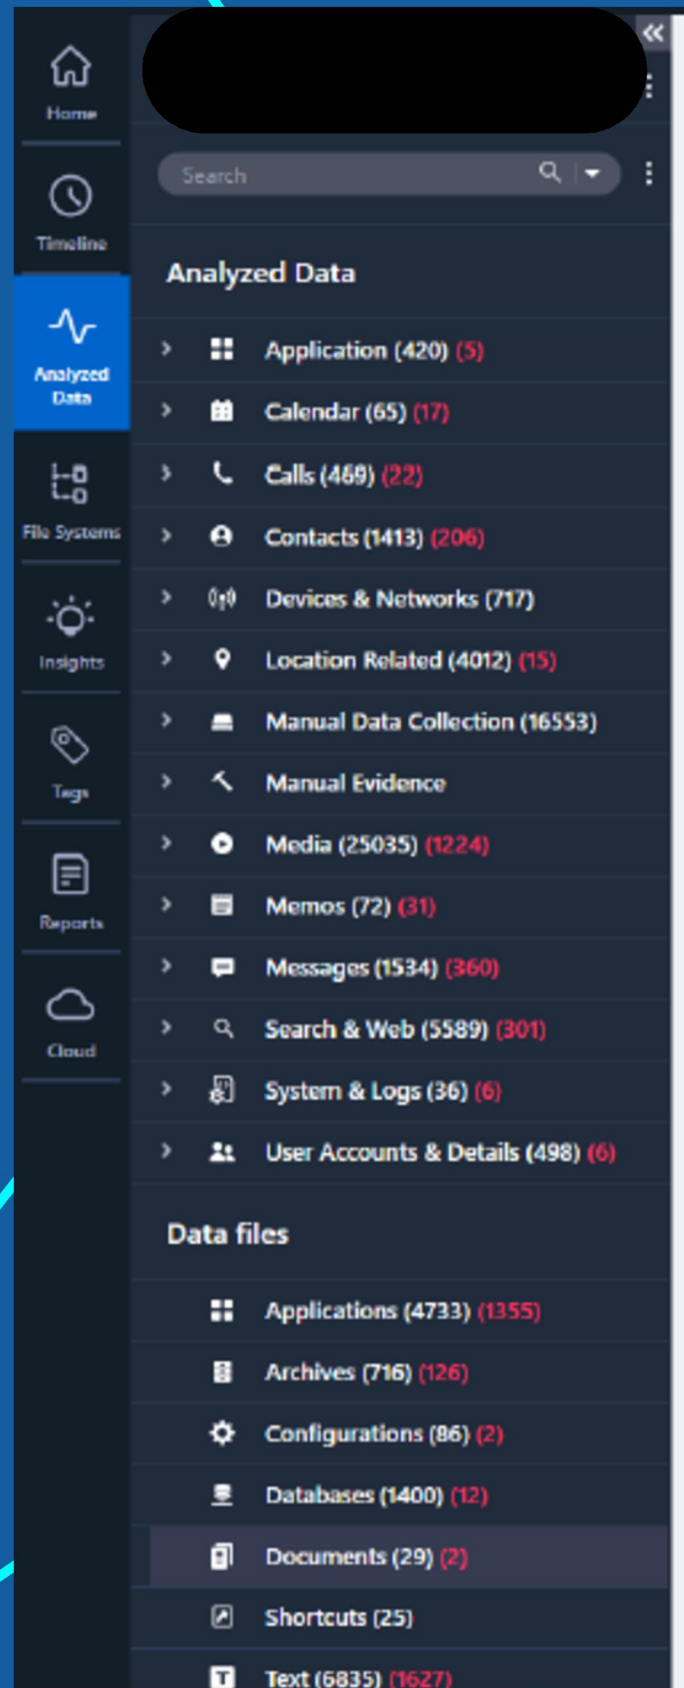 Home
Timeline
Analyzed
Data
File Systems
Insights
Tags
Reports
Cloud
Search
Analyzed Data
Application (420) (5)
Calendar (65) (17)
Calls (469) (22)
Contacts (1413) (206)
Devices & Networks (717)
Location Related (4012) (15)
Manual Data Collection (16553)
Manual Evidence
Media (25035) (1224)
Memos (72) (31)
Messages (1534) (360)
Search & Web (5589) (301)
System & Logs (36) (6)
User Accounts & Details (498) (6)
Data files
Applications (4733) (1355)
Archives (716) (126)
Configurations (86) (2)
Databases (1400) (12)
Documents (29) (2)
Shortcuts (25)
Text (6835) (1627)